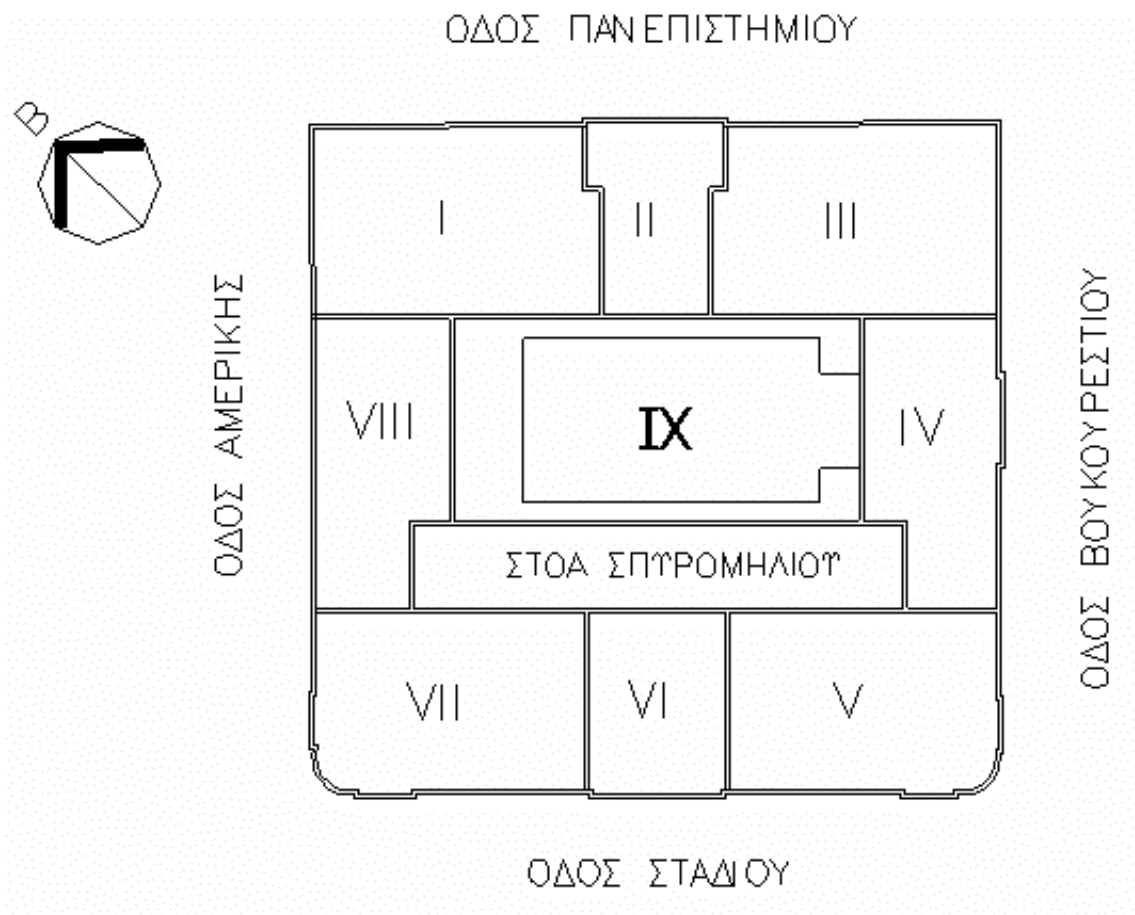 ΟΔΟΣ ΠΑΝΕΠΙΣΤΗΜΙΟΥ
Β
I
II
III
ΟΔΟΣ ΑΜΕΡΙΚΗΣ
VIII
IX
IV
ΟΔΟΣ ΒΟΥΚΟΥΡΕΣΤΙΟΥ
ΣΤΟΑ ΣΠΥΡΟΜΗΛΙΟΥ
VII
VI
V
ΟΔΟΣ ΣΤΑΔΙΟΥ